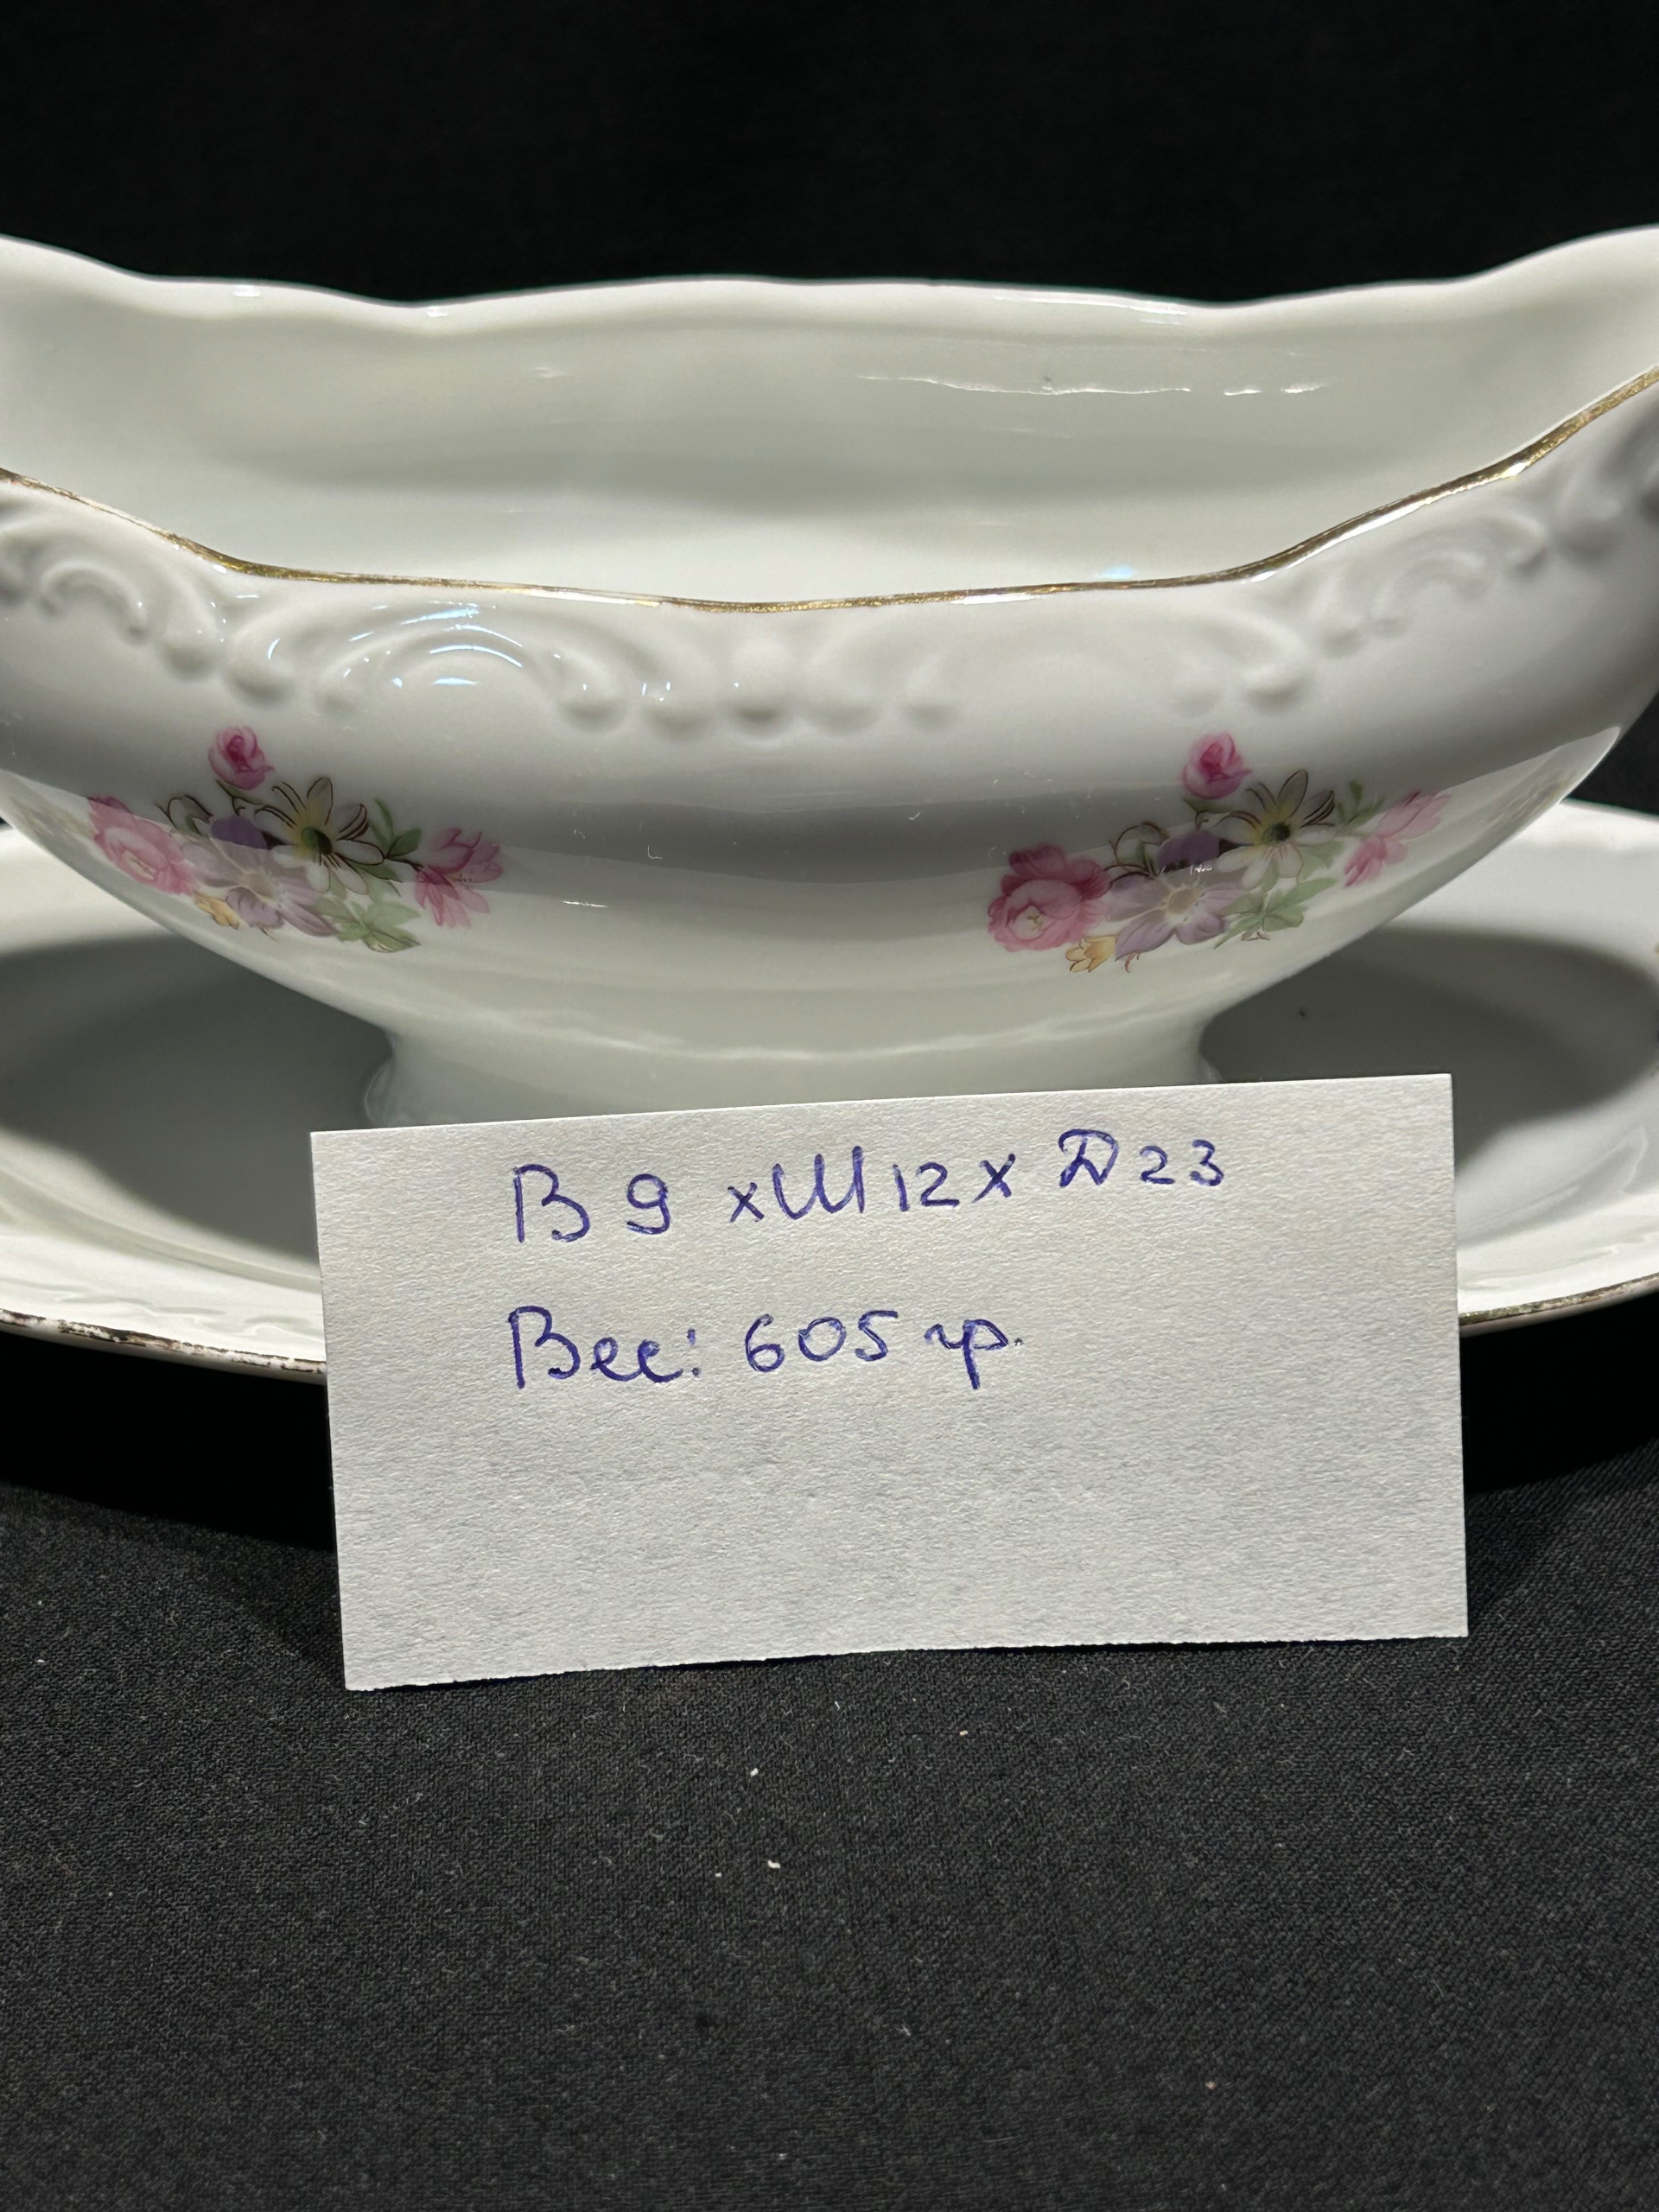 В 9 х Ш 12 х Д 23
Вес: 605 гр.